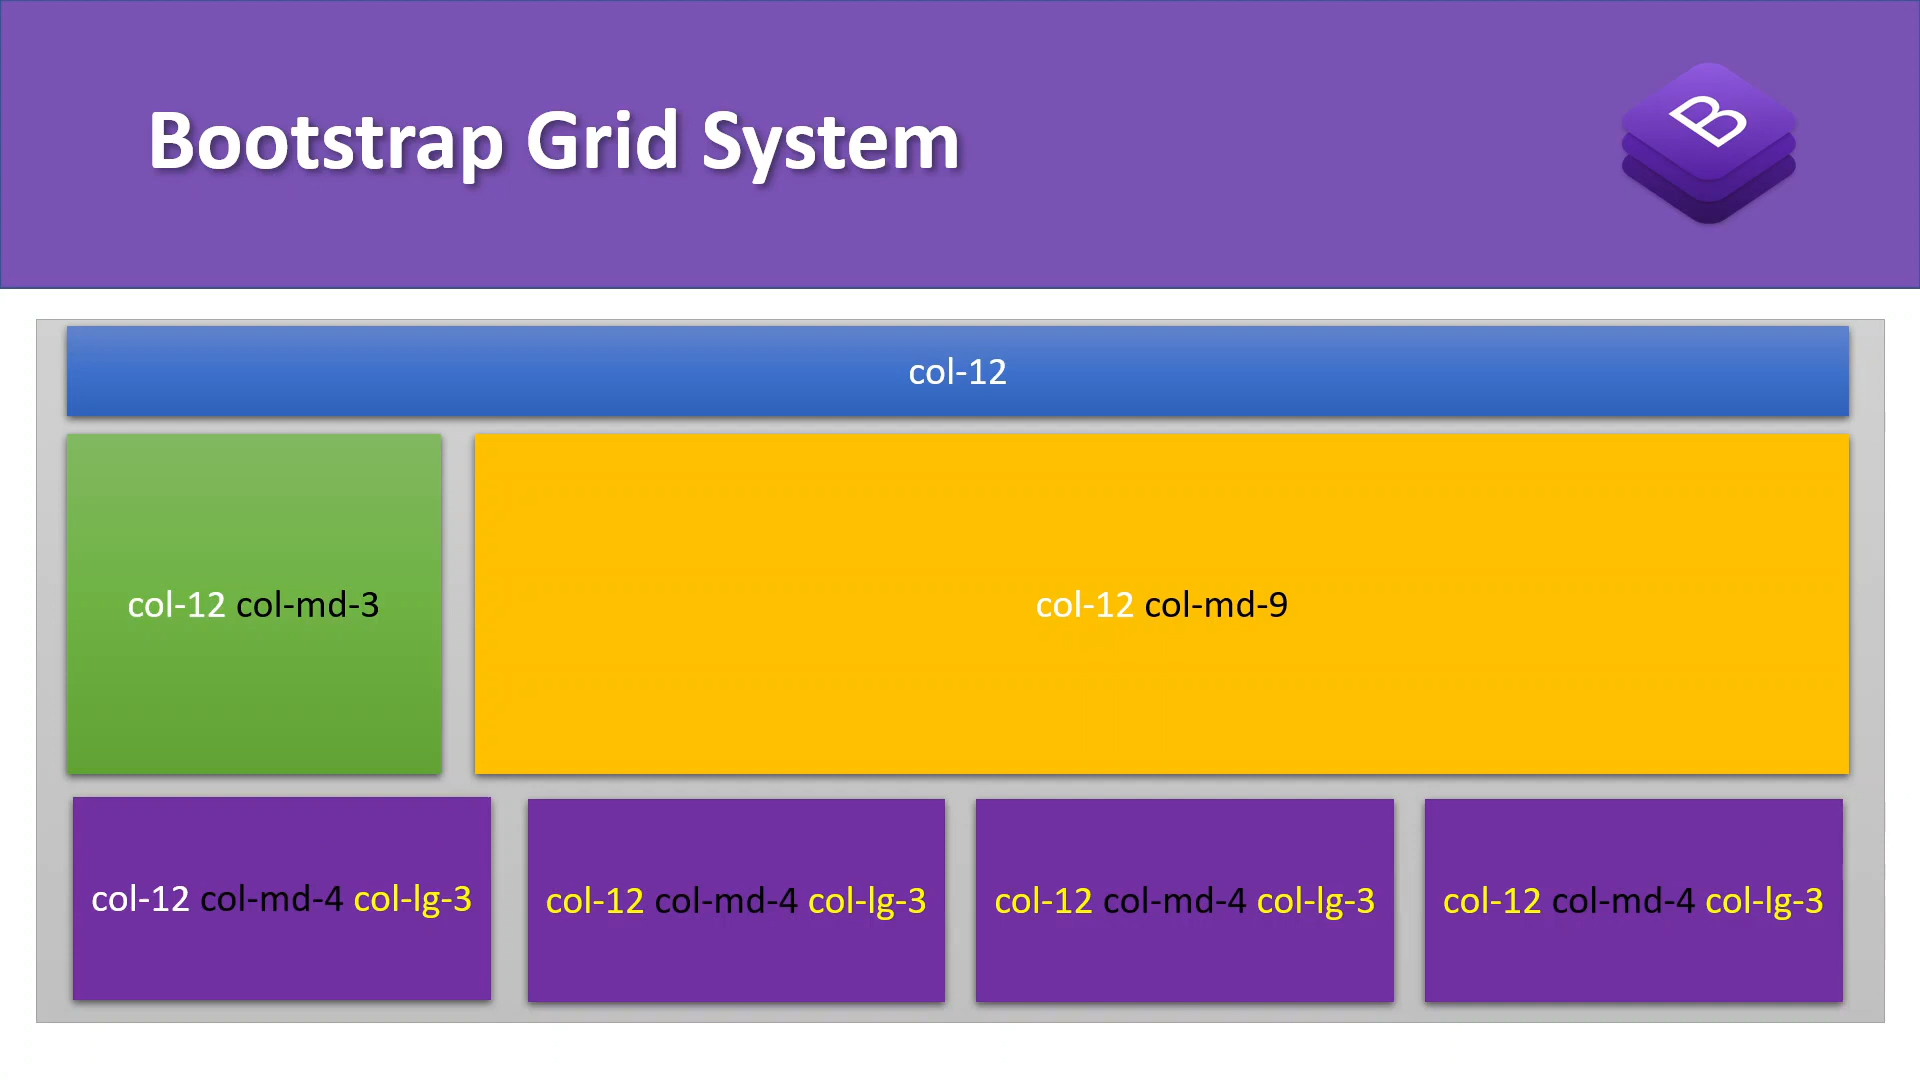 Bootstrap Grid System
B
col-12
col-12 col-md-3
col-12 col-md-9
col-12 col-md-4 col-lg-3
col-12 col-md-4 col-lg-3
col-12 col-md-4 col-lg-3
col-12 col-md-4 col-lg-3